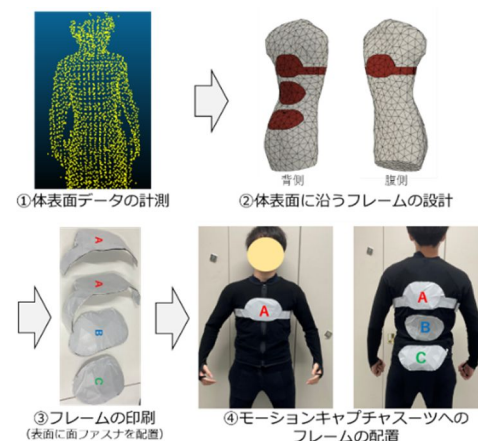 背側
腹側
①体表面データの計測
②体表面に沿うフレームの設計
A
A
B
C
A
A
B
C
③フレームの印刷
(表面に面ファスナを配置)
④モーションキャプチャスーツへの
フレームの配置